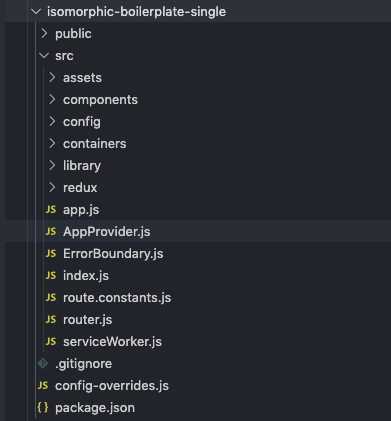 isomorphic-boilerplate-single
public
src
assets
components
config
containers
library
redux
JS app.js
JS AppProvider.js
JS ErrorBoundary.js
JS index.js
JS route.constants.js
JS router.js
JS serviceWorker.js
.gitignore
JS config-overrides.js
{} package.json